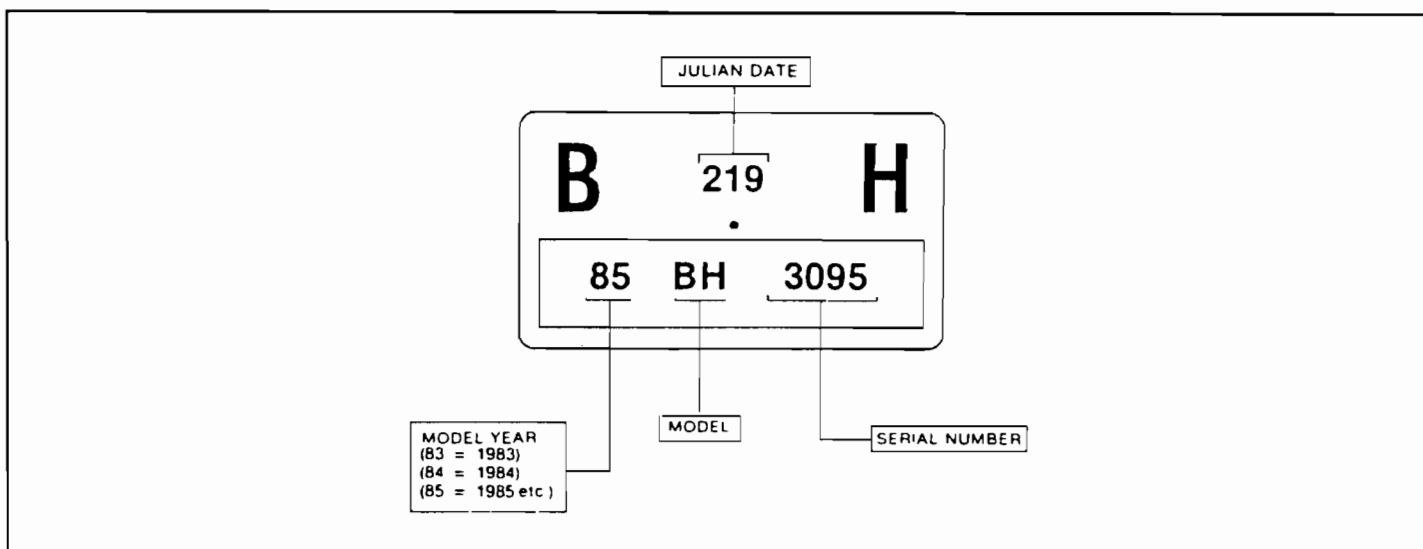 JULIAN DATE
B 219 H
85 BH 3095
MODEL YEAR
(83 = 1983)
(84 = 1984)
(85 = 1985 etc)
MODEL
SERIAL NUMBER